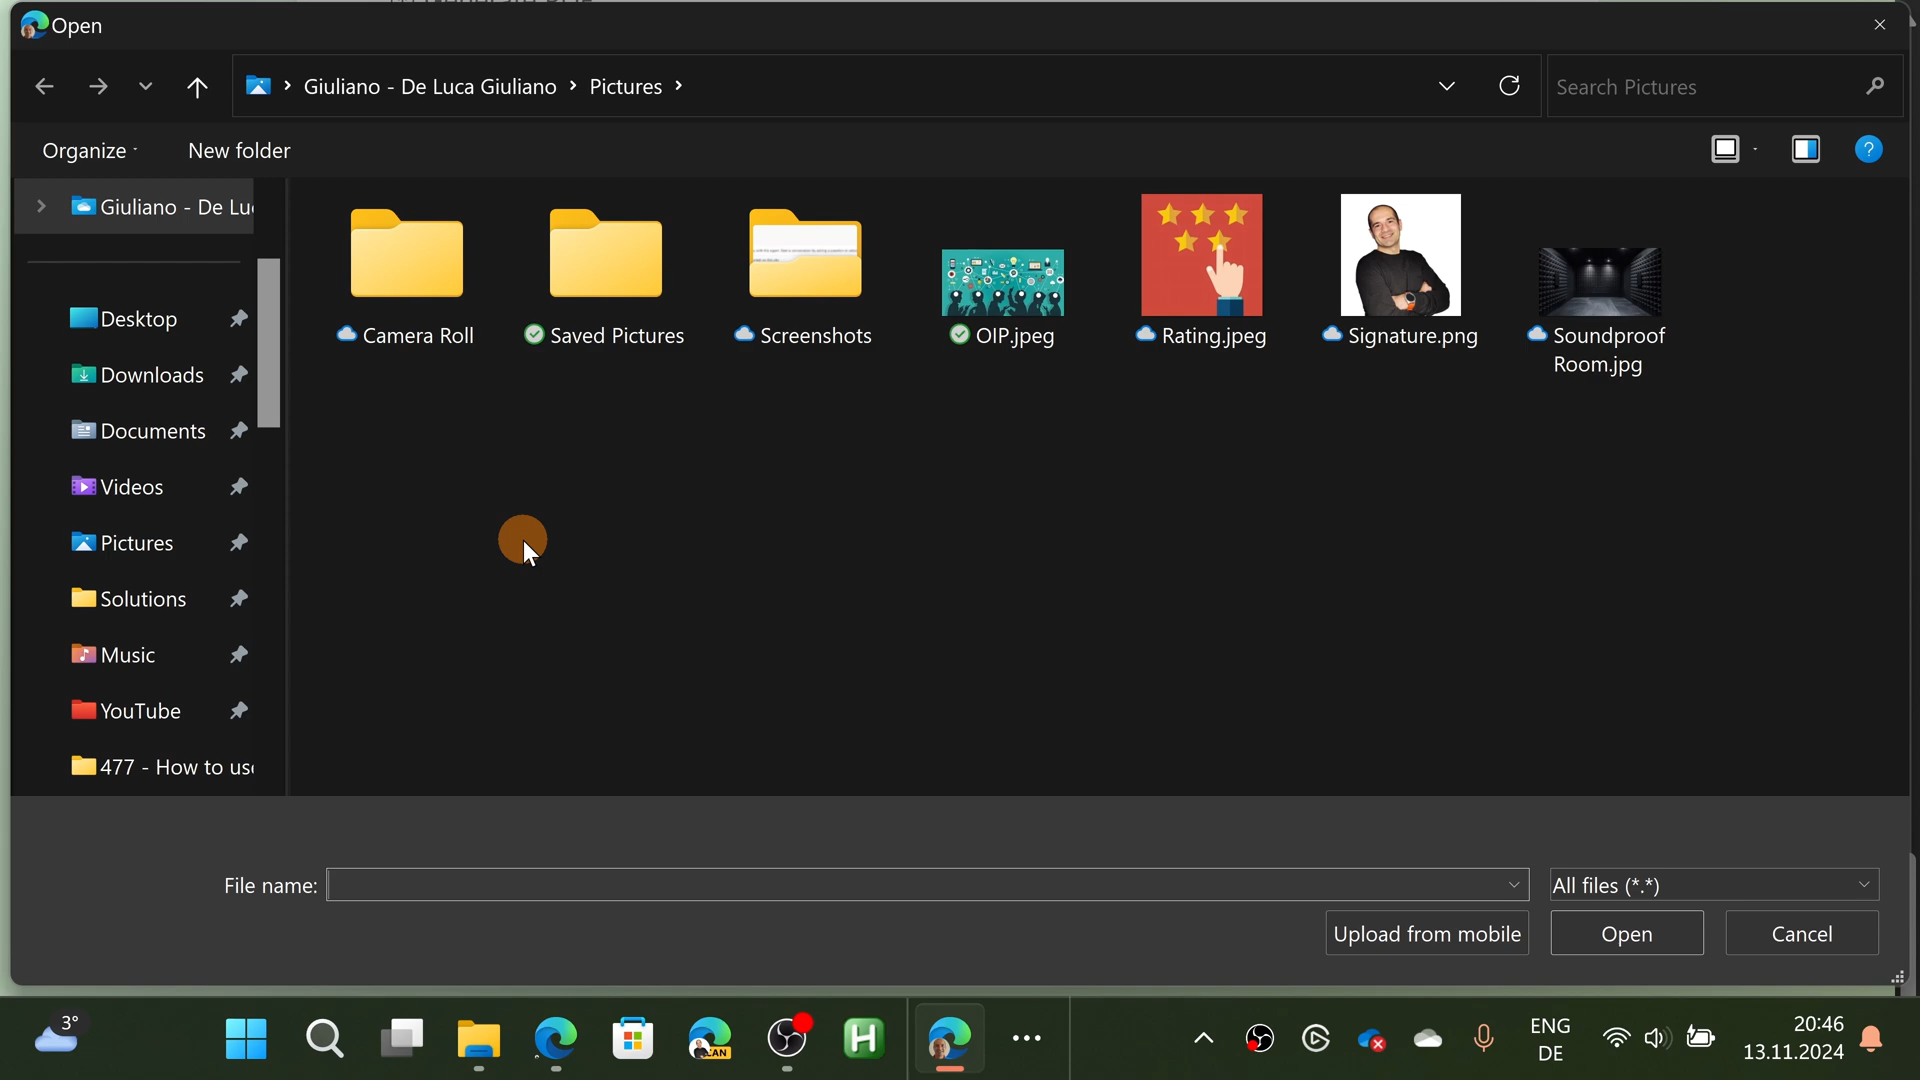 Open
Giuliano - De Luca Giuliano > Pictures >
Search Pictures
Organize
New folder
Giuliano - De Lu
Desktop
Downloads
Documents
Videos
Pictures
Solutions
Music
YouTube
477 - How to us
Camera Roll
Saved Pictures
Screenshots
OIP.jpeg
Rating.jpeg
Signature.png
Soundproof
Room.jpg
File name:
All files (*.*)
Upload from mobile
Open
Cancel
3°
CAN
H
ENG
DE
20:46
13.11.2024